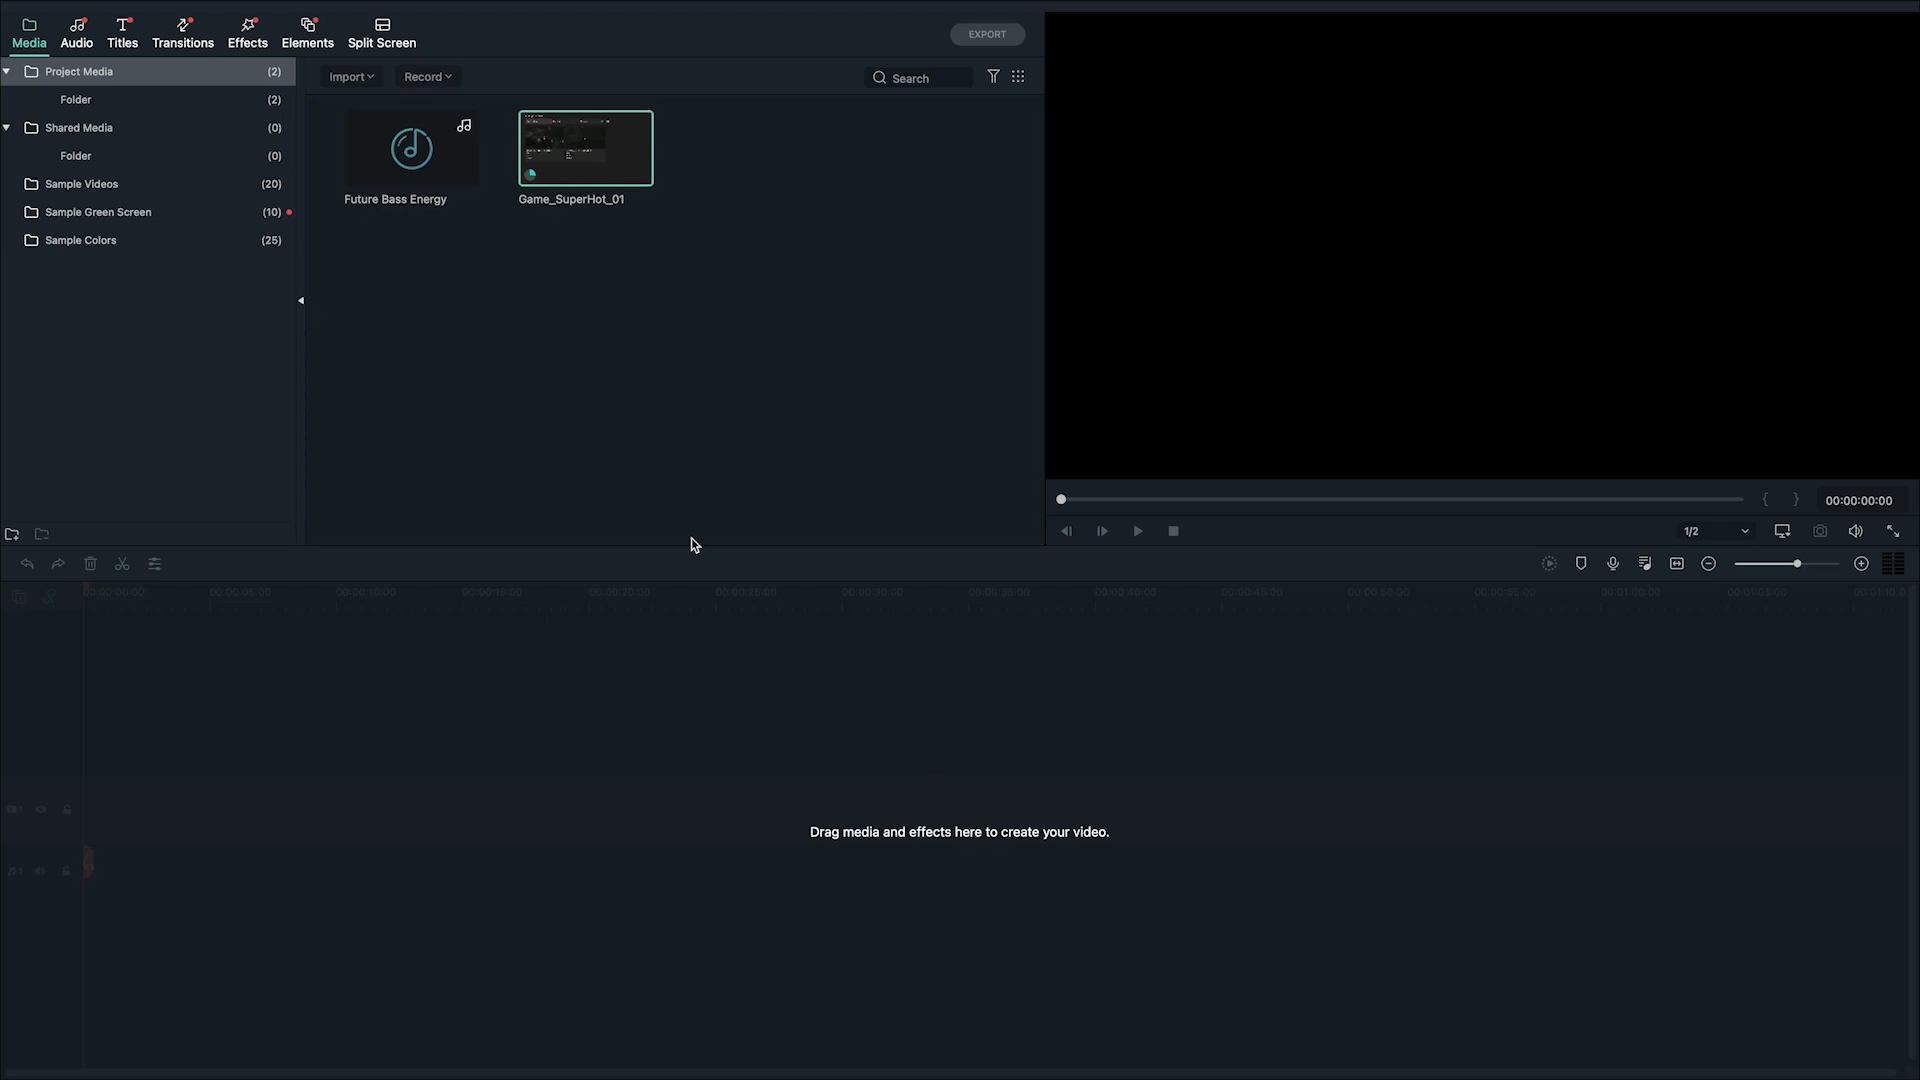 Media Audio Titles Transitions Effects Elements Split Screen
EXPORT
Project Media (2)
Folder (2)
Shared Media (0)
Folder (0)
Sample Videos (20)
Sample Green Screen (10)
Sample Colors (25)
Import Record Search
Future Bass Energy Game_SuperHot_01
00:00:00:00
1/2
00:00:00:00 00:00:05:00 00:00:10:00 00:00:15:00 00:00:20:00 00:00:25:00 00:00:30:00 00:00:35:00 00:00:40:00 00:00:45:00 00:00:50:00 00:00:55:00 00:01:00:00 00:01:05:00
Drag media and effects here to create your video.